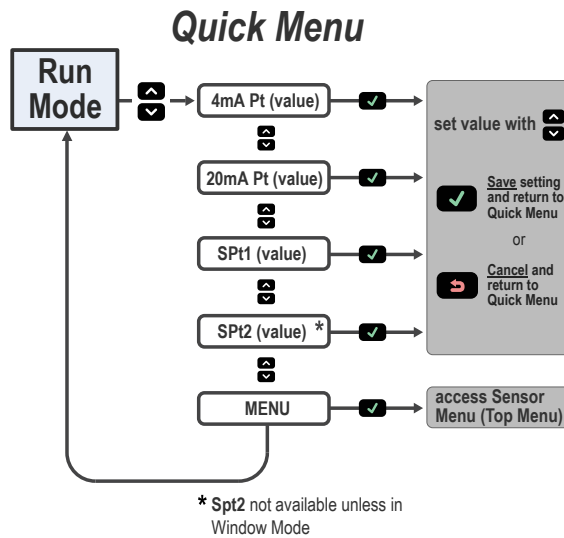 Quick Menu
Run
Mode
4mA Pt (value)
20mA Pt (value)
SPt1 (value)
SPt2 (value) *
MENU
set value with
Save setting
and return to
Quick Menu
or
Cancel and
return to
Quick Menu
access Sensor
Menu (Top Menu)
* Spt2 not available unless in
Window Mode